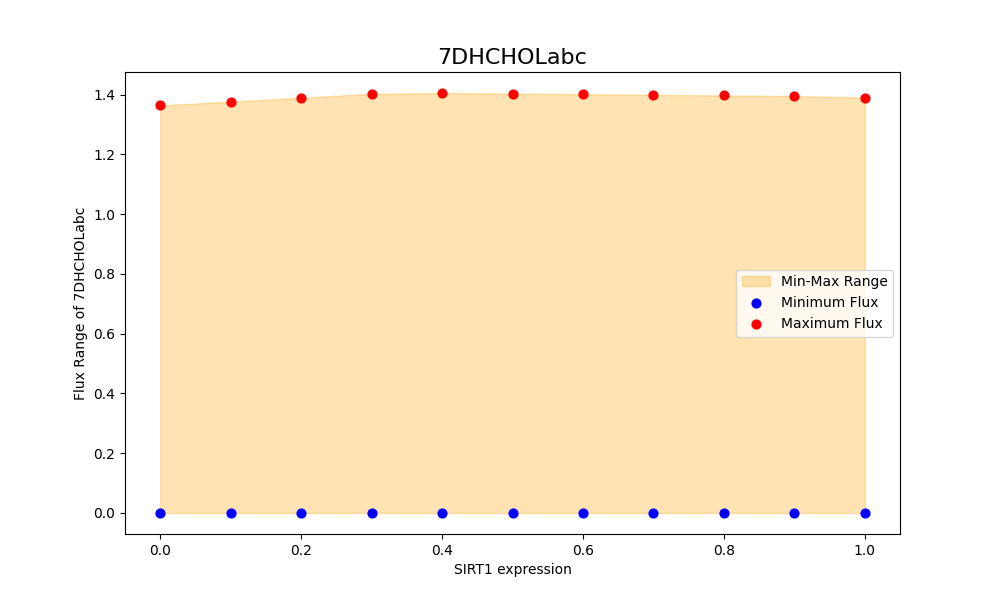 7DHCHOLabc
Flux Range of 7DHCHOLabc
1.4
1.2
1.0
0.8
0.6
0.4
0.2
0.0
Min-Max Range
Minimum Flux
Maximum Flux
0.0 0.2 0.4 0.6 0.8 1.0
SIRT1 expression